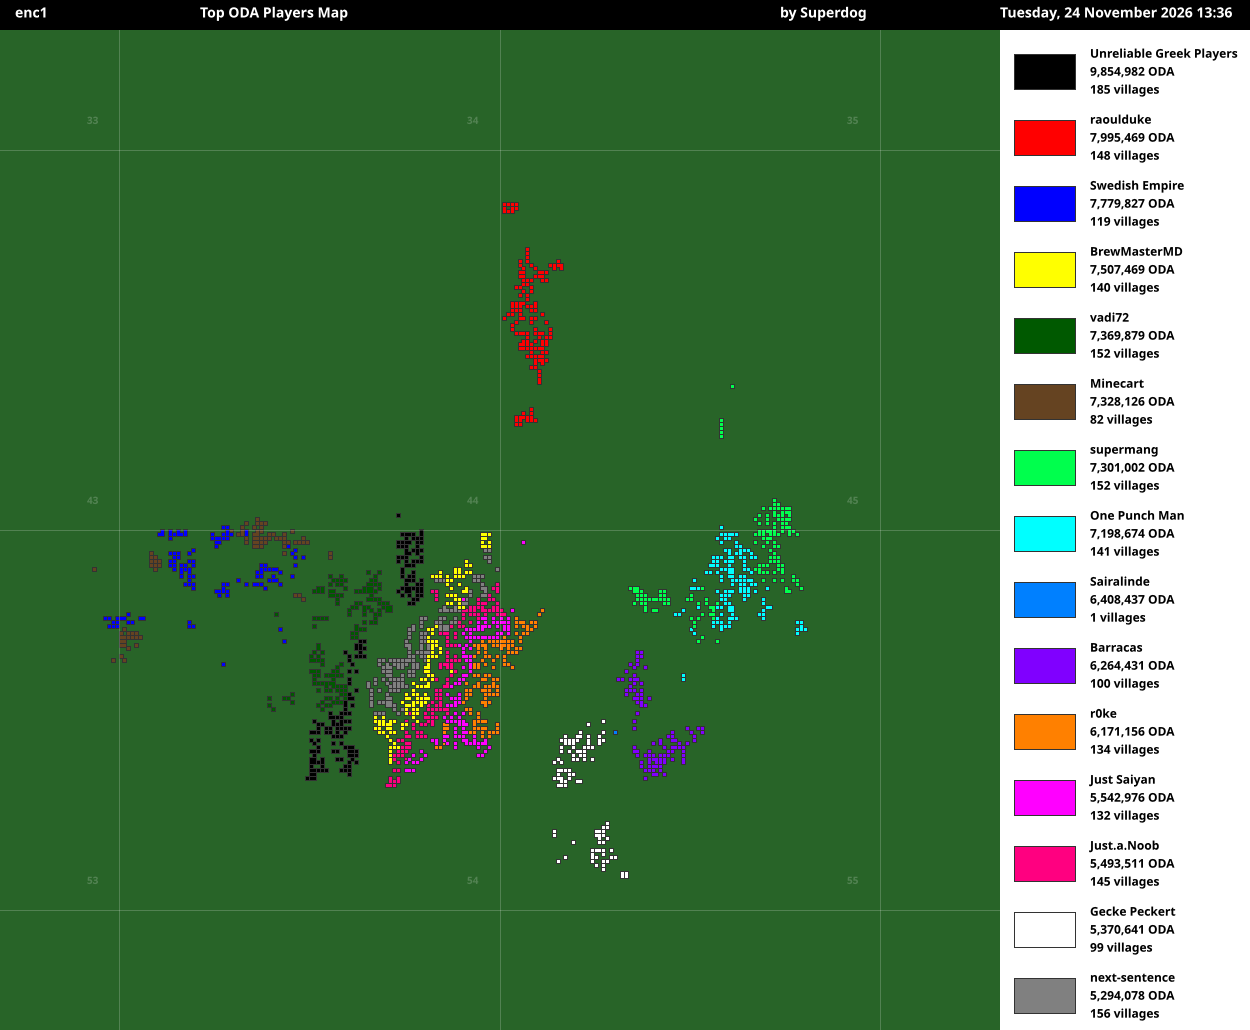 enc1 Top ODA Players Map by Superdog Tuesday, 24 November 2026 13:36
33 34 35
43 44 45
53 54 55
Unreliable Greek Players
9,854,982 ODA
185 villages
raoulduke
7,995,469 ODA
148 villages
Swedish Empire
7,779,827 ODA
119 villages
BrewMasterMD
7,507,469 ODA
140 villages
vadi72
7,369,879 ODA
152 villages
Minecart
7,328,126 ODA
82 villages
supermang
7,301,002 ODA
152 villages
One Punch Man
7,198,674 ODA
141 villages
Sairalinde
6,408,437 ODA
1 villages
Barracas
6,264,431 ODA
100 villages
r0ke
6,171,156 ODA
134 villages
Just Saiyan
5,542,976 ODA
132 villages
Just.a.Noob
5,493,511 ODA
145 villages
Gecke Peckert
5,370,641 ODA
99 villages
next-sentence
5,294,078 ODA
156 villages